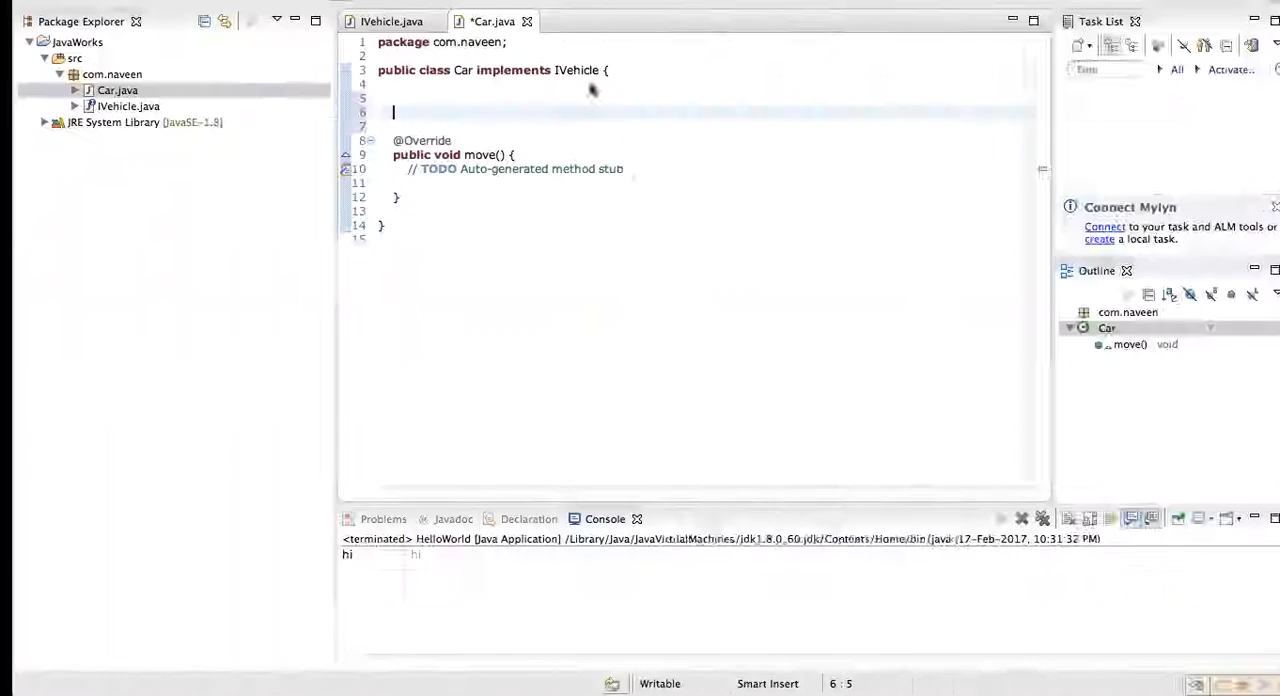 Package Explorer
JavaWorks
src
com.naveen
Car.java
IVehicle.java
JRE System Library [JavaSE-1.8]
IVehicle.java
*Car.java
1 package com.naveen;
2
3 public class Car implements IVehicle {
4
5
6
7
8 @Override
9 public void move() {
10 // TODO Auto-generated method stub
11
12 }
13
14 }
15
Task List
All
Activate..
Connect Mylyn
Connect to your task and ALM tools or
create a local task.
Outline
com.naveen
Car
move() void
Problems
Javadoc
Declaration
Console
<terminated> HelloWorld [Java Application] /Library/Java/JavaVirtualMachines/jdk1.8.0_60.jdk/Contents/Home/bin/java (17-Feb-2017, 10:31:32 PM)
hi
hi
Writable
Smart Insert
6 : 5